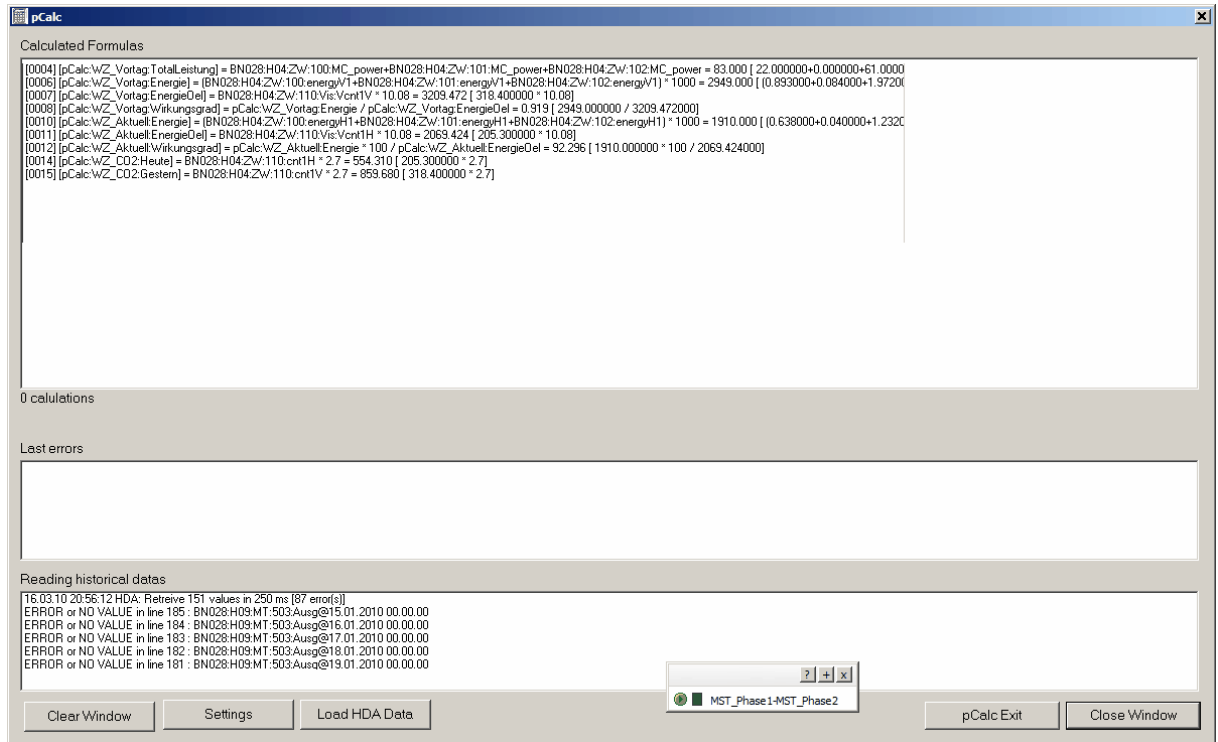 pCalc
Calculated Formulas
[0004] [pCalc:WZ_Vortag:TotalLeistung] = BN028:H04:ZW:100:MC_power+BN028:H04:ZW:101:MC_power+BN028:H04:ZW:102:MC_power = 83.000 [ 22.000000+0.000000+61.0000
[0006] [pCalc:WZ_Vortag:Energie] = (BN028:H04:ZW:100:energyV1+BN028:H04:ZW:101:energyV1+BN028:H04:ZW:102:energyV1) * 1000 = 2949.000 [ (0.893000+0.084000+1.97200
[0007] [pCalc:WZ_Vortag:EnergieOel] = BN028:H04:ZW:110:Vis:Vcnt1V * 10.08 = 3209.472 [ 318.400000 * 10.08]
[0008] [pCalc:WZ_Vortag:Wirkungsgrad] = pCalc:WZ_Vortag:Energie / pCalc:WZ_Vortag:EnergieOel = 0.919 [ 2949.000000 / 3209.472000]
[0010] [pCalc:WZ_Aktuell:Energie] = (BN028:H04:ZW:100:energyH1+BN028:H04:ZW:101:energyH1+BN028:H04:ZW:102:energyH1) * 1000 = 1910.000 [ (0.638000+0.040000+1.2320
[0011] [pCalc:WZ_Aktuell:EnergieOel] = BN028:H04:ZW:110:Vis:Vcnt1H * 10.08 = 2069.424 [ 205.300000 * 10.08]
[0012] [pCalc:WZ_Aktuell:Wirkungsgrad] = pCalc:WZ_Aktuell:Energie * 100 / pCalc:WZ_Aktuell:EnergieOel = 92.296 [ 1910.000000 * 100 / 2069.424000]
[0014] [pCalc:WZ_CO2:Heute] = BN028:H04:ZW:110:cnt1H * 2.7 = 554.310 [ 205.300000 * 2.7]
[0015] [pCalc:WZ_CO2:Gestern] = BN028:H04:ZW:110:cnt1V * 2.7 = 859.680 [ 318.400000 * 2.7]
0 calulations
Last errors
Reading historical datas
16.03.10 20:56:12 HDA: Retreive 151 values in 250 ms [87 error(s)]
ERROR or NO VALUE in line 185 : BN028:H09:MT:503:Ausg@15.01.2010 00.00.00
ERROR or NO VALUE in line 184 : BN028:H09:MT:503:Ausg@16.01.2010 00.00.00
ERROR or NO VALUE in line 183 : BN028:H09:MT:503:Ausg@17.01.2010 00.00.00
ERROR or NO VALUE in line 182 : BN028:H09:MT:503:Ausg@18.01.2010 00.00.00
ERROR or NO VALUE in line 181 : BN028:H09:MT:503:Ausg@19.01.2010 00.00.00
? + x
MST_Phase1-MST_Phase2
Clear Window Settings Load HDA Data pCalc Exit Close Window